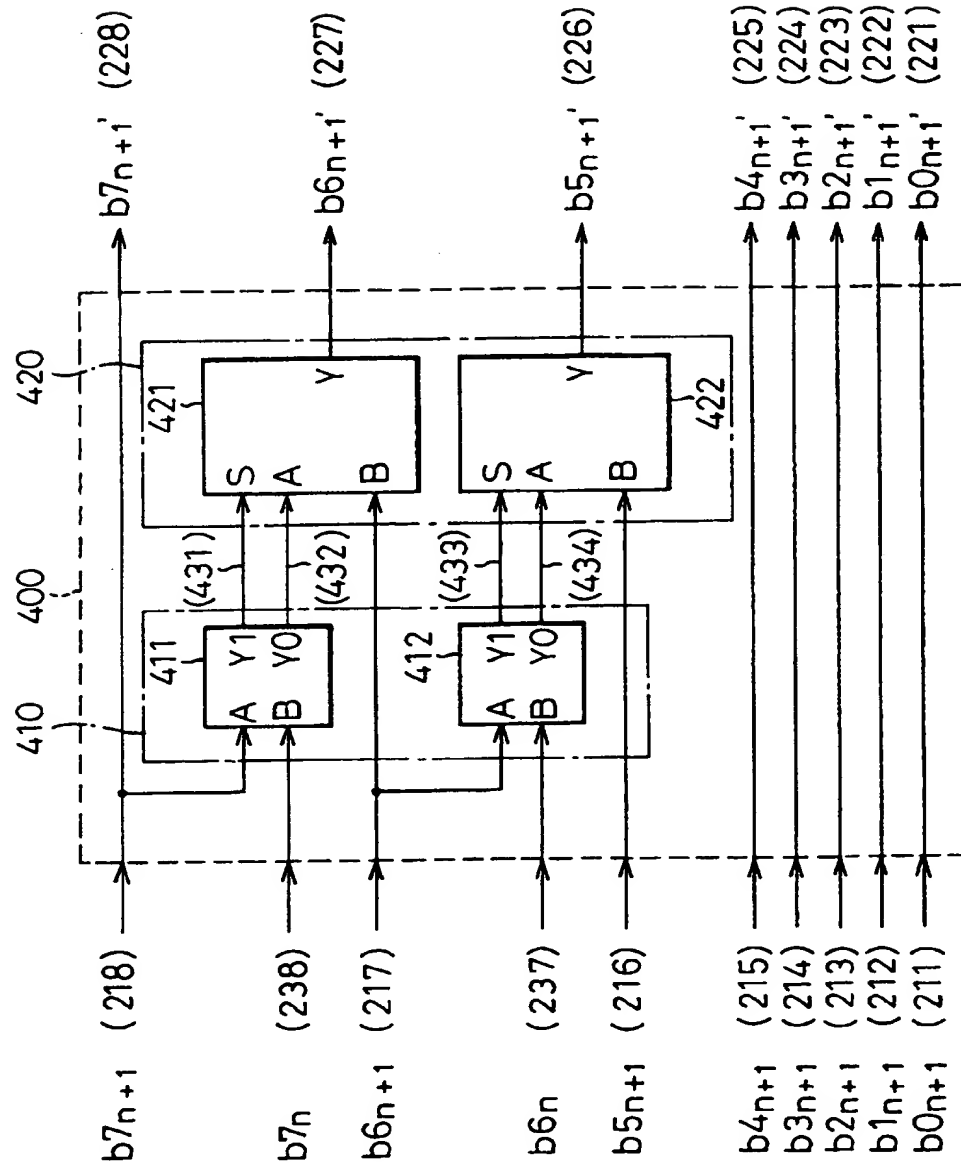 420
400
410
b7n+1 (218)
b7n+1' (228)
411
A
B
Y1
Y0
(431)
(432)
421
S
A
B
Y
b7n (238)
b6n+1' (227)
b6n+1 (217)
412
A
B
Y1
Y0
(433)
(434)
422
S
A
B
Y
b6n (237)
b5n+1' (226)
b5n+1 (216)
b4n+1 (215)
b4n+1' (225)
b3n+1 (214)
b3n+1' (224)
b2n+1 (213)
b2n+1' (223)
b1n+1 (212)
b1n+1' (222)
b0n+1 (211)
b0n+1' (221)